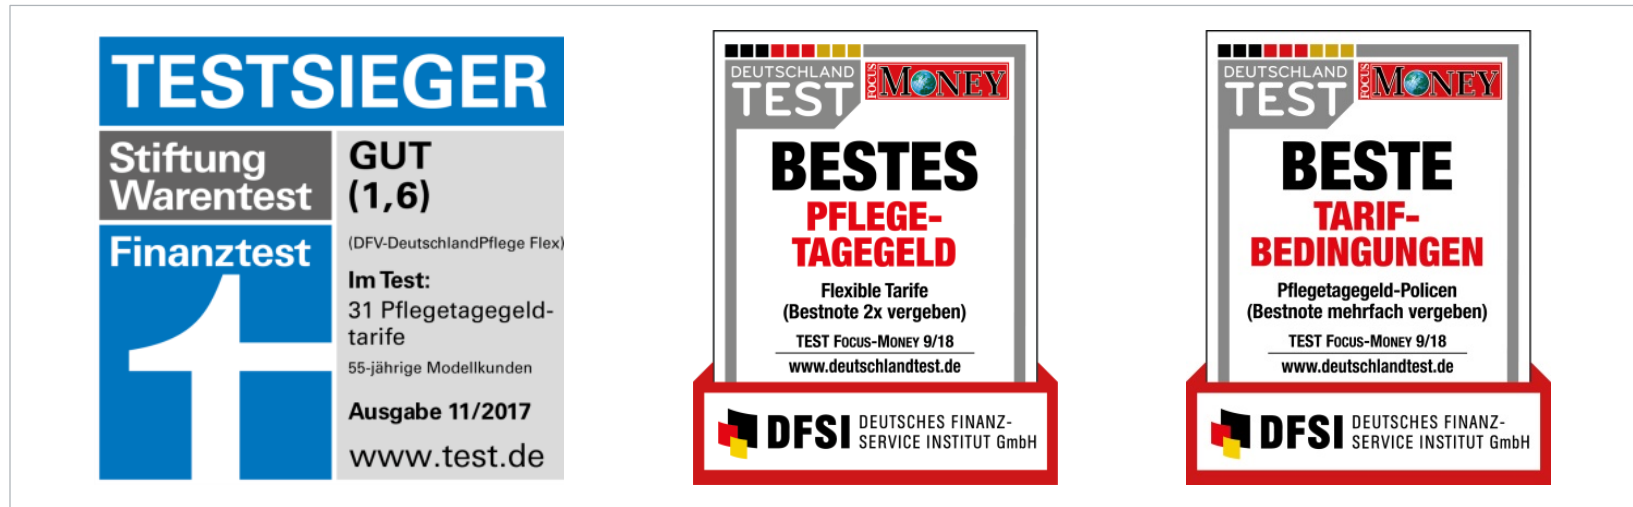 TESTSIEGER
Stiftung
Warentest
Finanztest
GUT
(1,6)
(DFV-DeutschlandPflege Flex)
Im Test:
31 Pflegetagegeld-
tarife
55-jährige Modellkunden
Ausgabe 11/2017
www.test.de
DEUTSCHLAND
TEST
FOCUS
MONEY
BESTES
PFLEGE-
TAGEGELD
Flexible Tarife
(Bestnote 2x vergeben)
TEST FOCUS-MONEY 9/18
www.deutschlandtest.de
DFSI
DEUTSCHES FINANZ-
SERVICE INSTITUT GmbH
DEUTSCHLAND
TEST
FOCUS
MONEY
BESTE
TARIF-
BEDINGUNGEN
Pflegetagegeld-Policen
(Bestnote mehrfach vergeben)
TEST FOCUS-MONEY 9/18
www.deutschlandtest.de
DFSI
DEUTSCHES FINANZ-
SERVICE INSTITUT GmbH